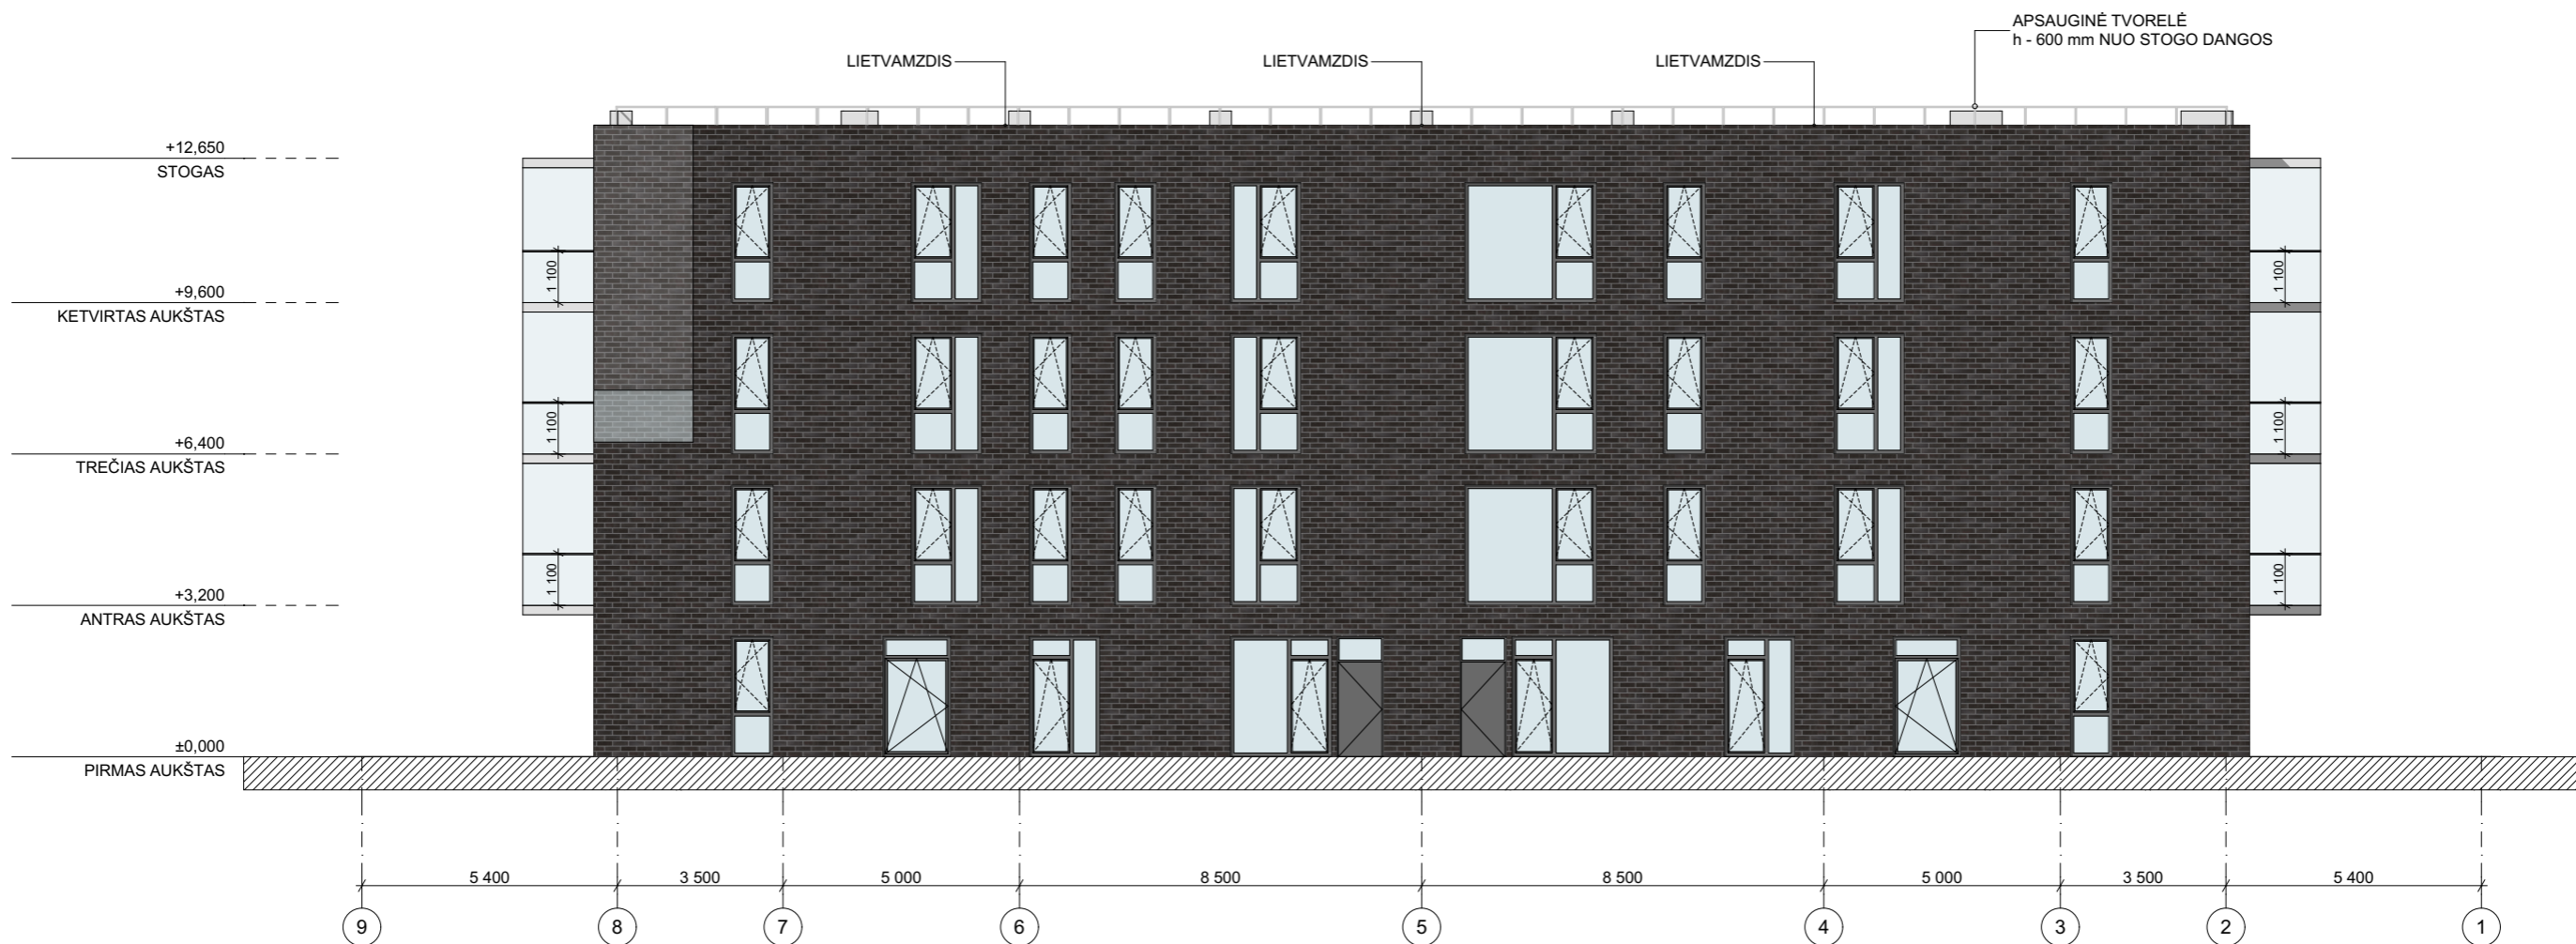 APSAUGINĖ TVORELĖ
h - 600 mm NUO STOGO DANGOS
LIETVAMZDIS
LIETVAMZDIS
LIETVAMZDIS
+12,650
STOGAS
1 100
1 100
+9,600
KETVIRTAS AUKŠTAS
1 100
1 100
+6,400
TREČIAS AUKŠTAS
1 100
1 100
+3,200
ANTRAS AUKŠTAS
±0,000
PIRMAS AUKŠTAS
5 400
3 500
5 000
8 500
8 500
5 000
3 500
5 400
9
8
7
6
5
4
3
2
1